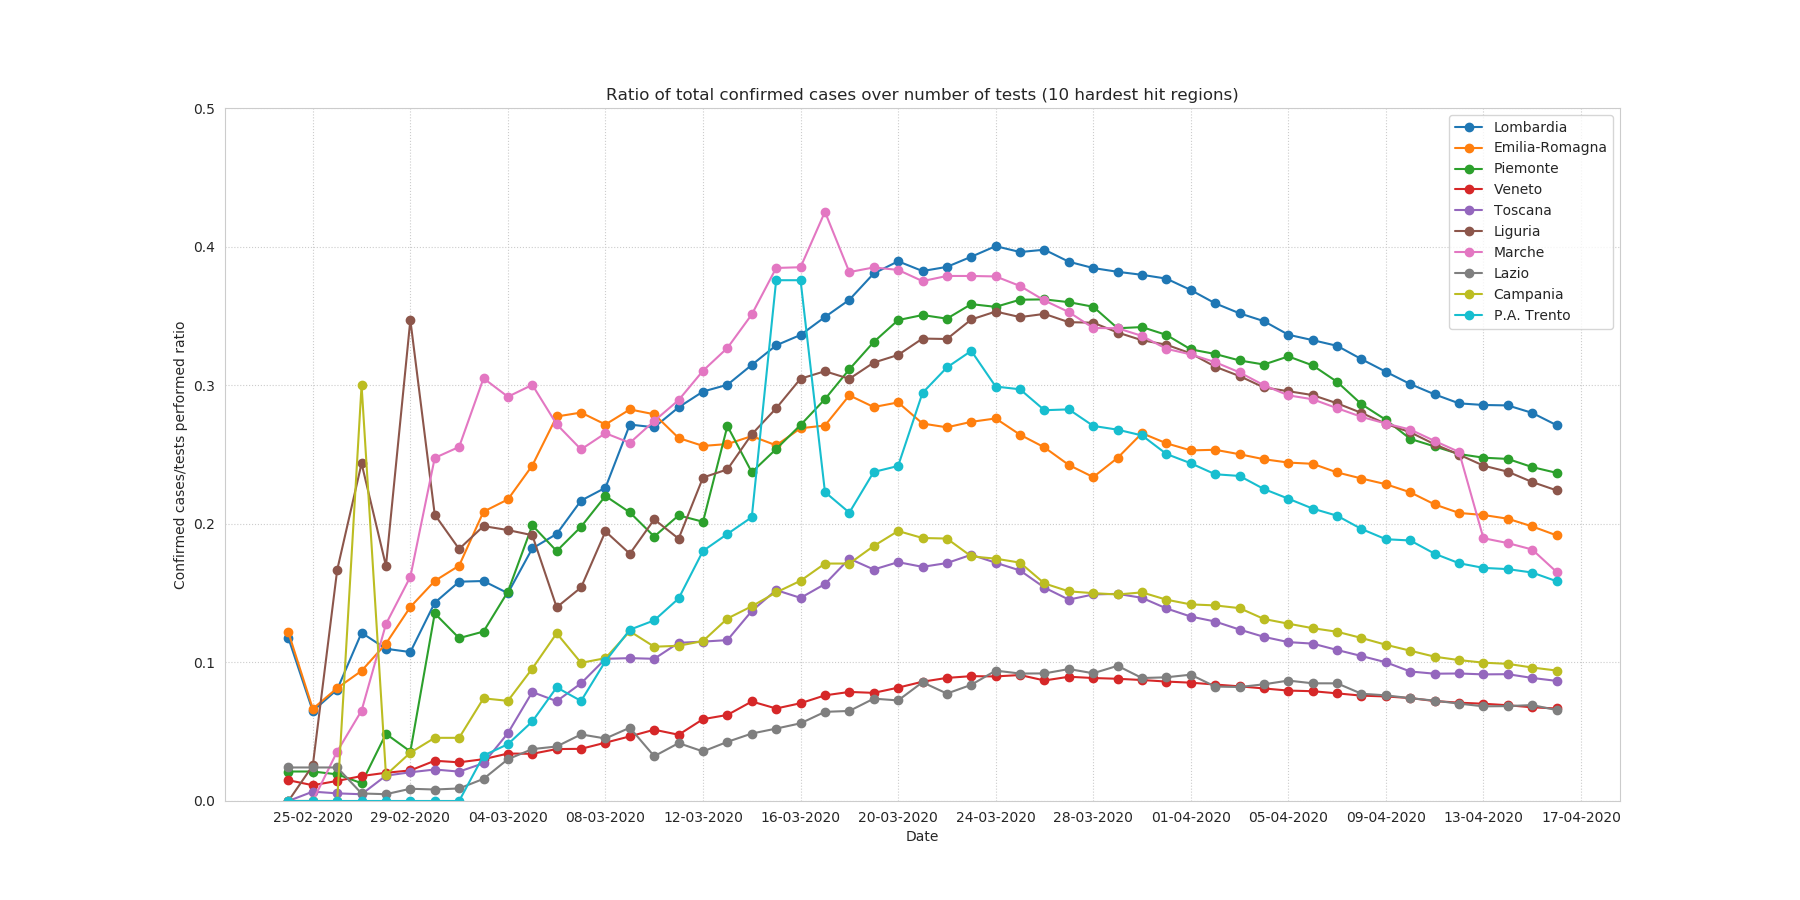 Ratio of total confirmed cases over number of tests (10 hardest hit regions)
0.5
0.4
0.3
0.2
0.1
0.0
Confirmed cases/tests performed ratio
Lombardia
Emilia-Romagna
Piemonte
Veneto
Toscana
Liguria
Marche
Lazio
Campania
P.A. Trento
25-02-2020 29-02-2020 04-03-2020 08-03-2020 12-03-2020 16-03-2020 20-03-2020 24-03-2020 28-03-2020 01-04-2020 05-04-2020 09-04-2020 13-04-2020 17-04-2020
Date